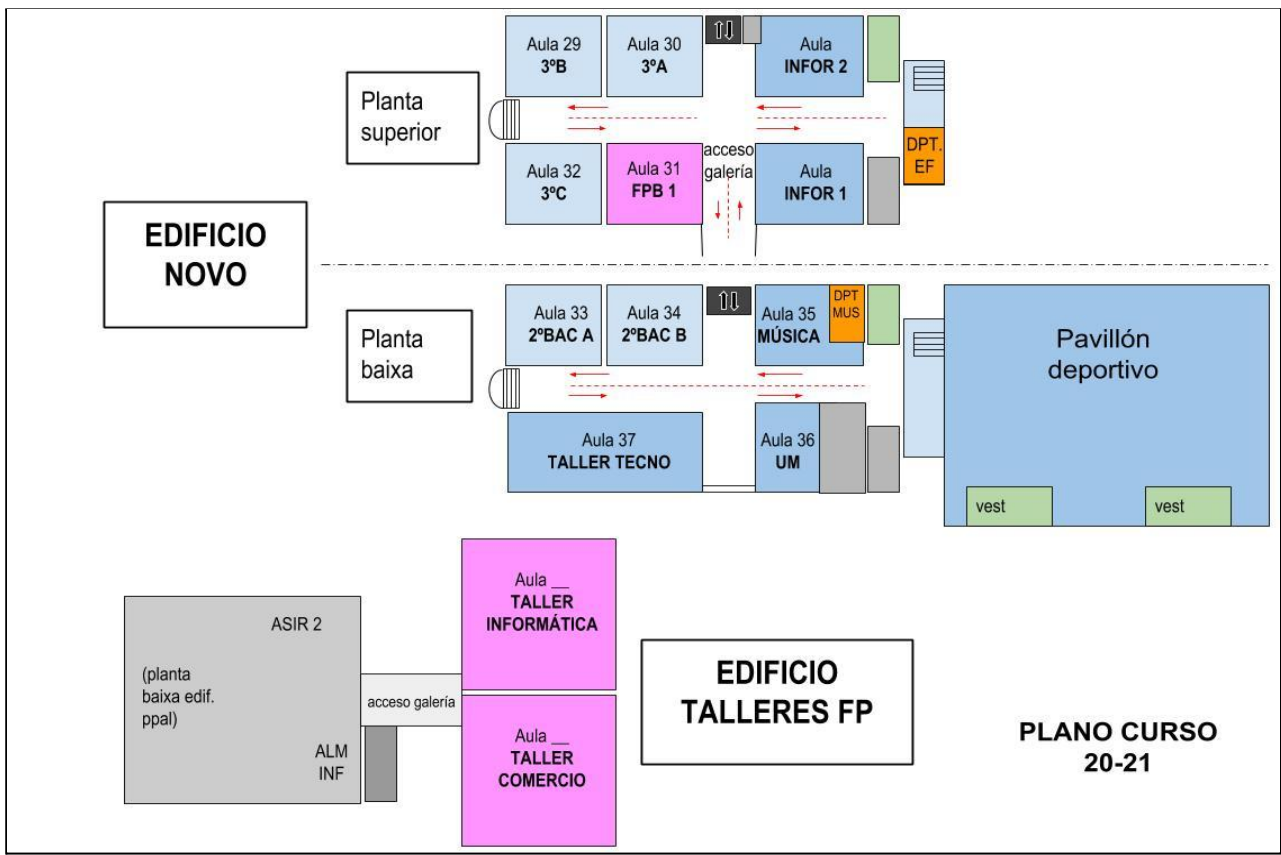 Aula 29
3ºB
Aula 30
3ºA
Aula
INFOR 2
Planta
superior
DPT.
EF
Aula 32
3ºC
Aula 31
FPB 1
acceso
galería
Aula
INFOR 1
EDIFICIO
NOVO
Planta
baixa
Aula 33
2ºBAC A
Aula 34
2ºBAC B
Aula 35
MÚSICA
DPT
MUS
Pavillón
deportivo
Aula 37
TALLER TECNO
Aula 36
UM
vest
vest
Aula __
TALLER
INFORMÁTICA
ASIR 2
(planta
baixa edif.
ppal)
acceso galería
ALM
INF
Aula __
TALLER
COMERCIO
EDIFICIO
TALLERES FP
PLANO CURSO
20-21